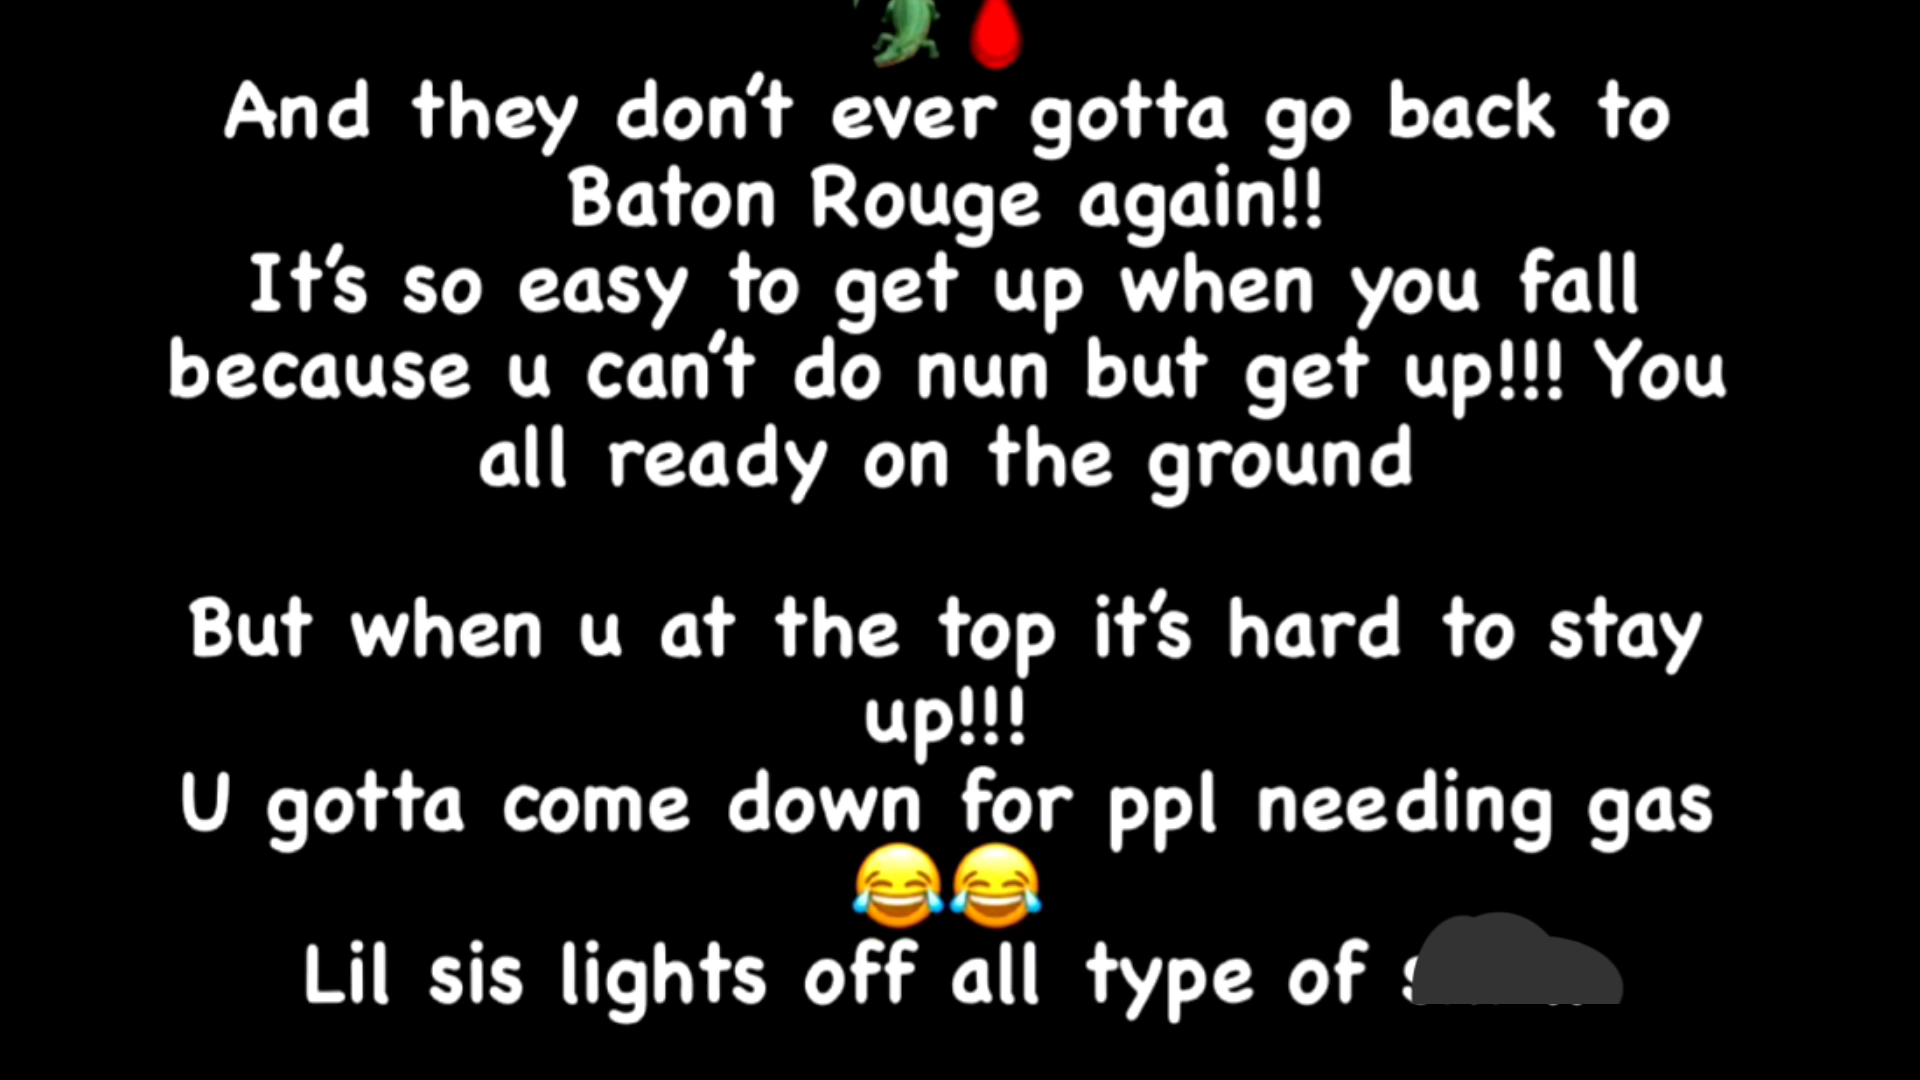 And they don't ever gotta go back to
Baton Rouge again!!
It's so easy to get up when you fall
because u can't do nun but get up!!! You
all ready on the ground
But when u at the top it's hard to stay
up!!!
U gotta come down for ppl needing gas
😂😂
Lil sis lights off all type of